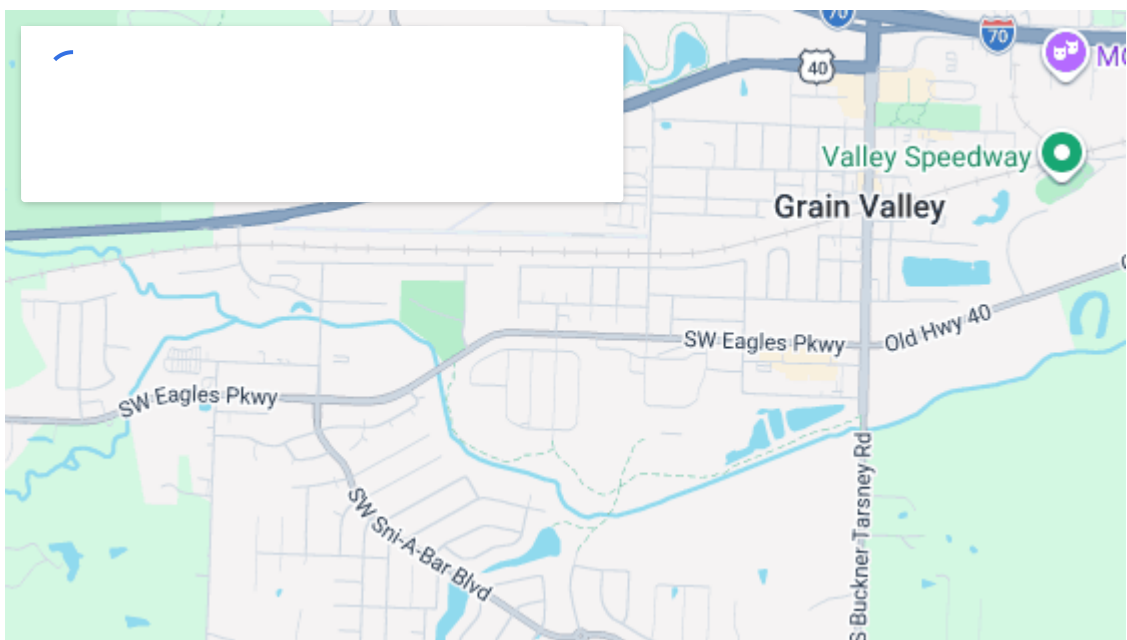 70
70
40
MO
Valley Speedway
Grain Valley
Old Hwy 40
SW Eagles Pkwy
SW Eagles Pkwy
S Buckner Tarsney Rd
SW Sni-A-Bar Blvd